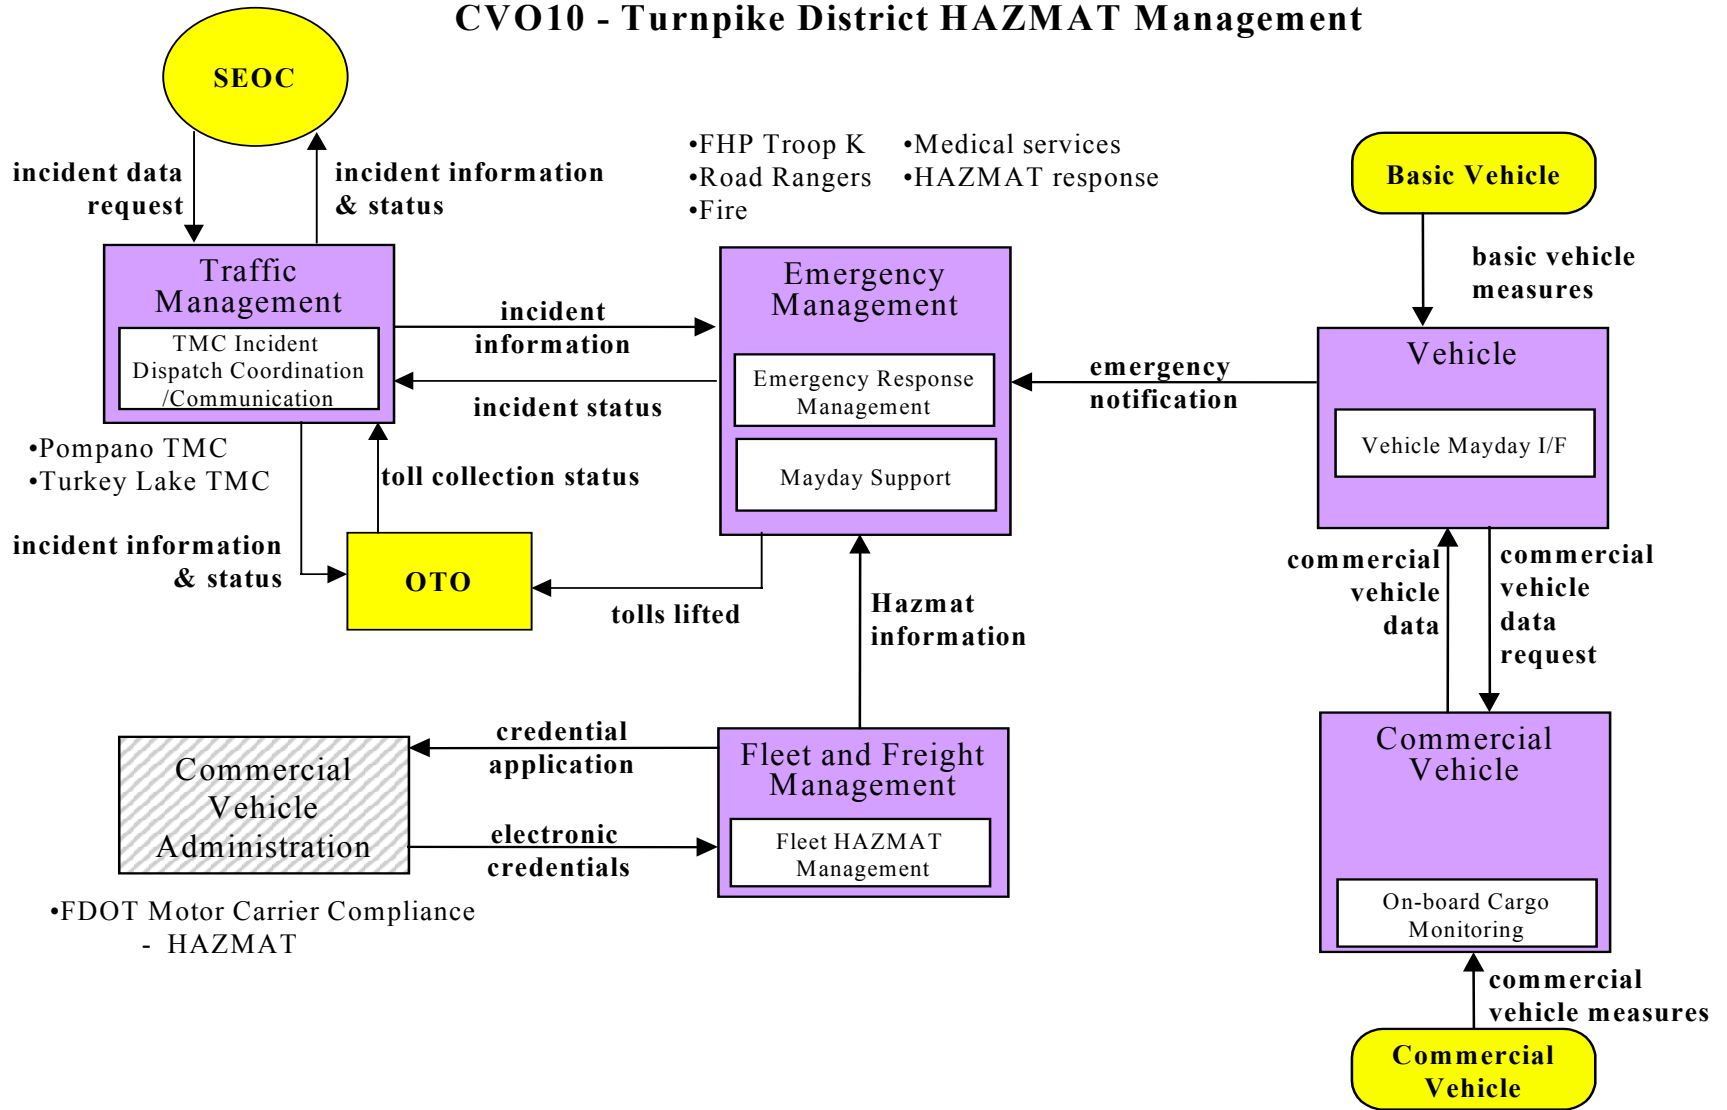 CVO10 - Turnpike District HAZMAT Management
SEOC
incident data
request
incident information
& status
•FHP Troop K
•Road Rangers
•Fire
•Medical services
•HAZMAT response
Basic Vehicle
basic vehicle
measures
Traffic
Management
TMC Incident
Dispatch Coordination
/Communication
•Pompano TMC
•Turkey Lake TMC
incident
information
incident status
Emergency
Management
Emergency Response
Management
Mayday Support
emergency
notification
Vehicle
Vehicle Mayday I/F
toll collection status
incident information
& status
OTO
tolls lifted
Hazmat
information
commercial
vehicle
data
commercial
vehicle
data
request
credential
application
electronic
credentials
Commercial
Vehicle
Administration
•FDOT Motor Carrier Compliance
- HAZMAT
Fleet and Freight
Management
Fleet HAZMAT
Management
Commercial
Vehicle
On-board Cargo
Monitoring
commercial
vehicle measures
Commercial
Vehicle